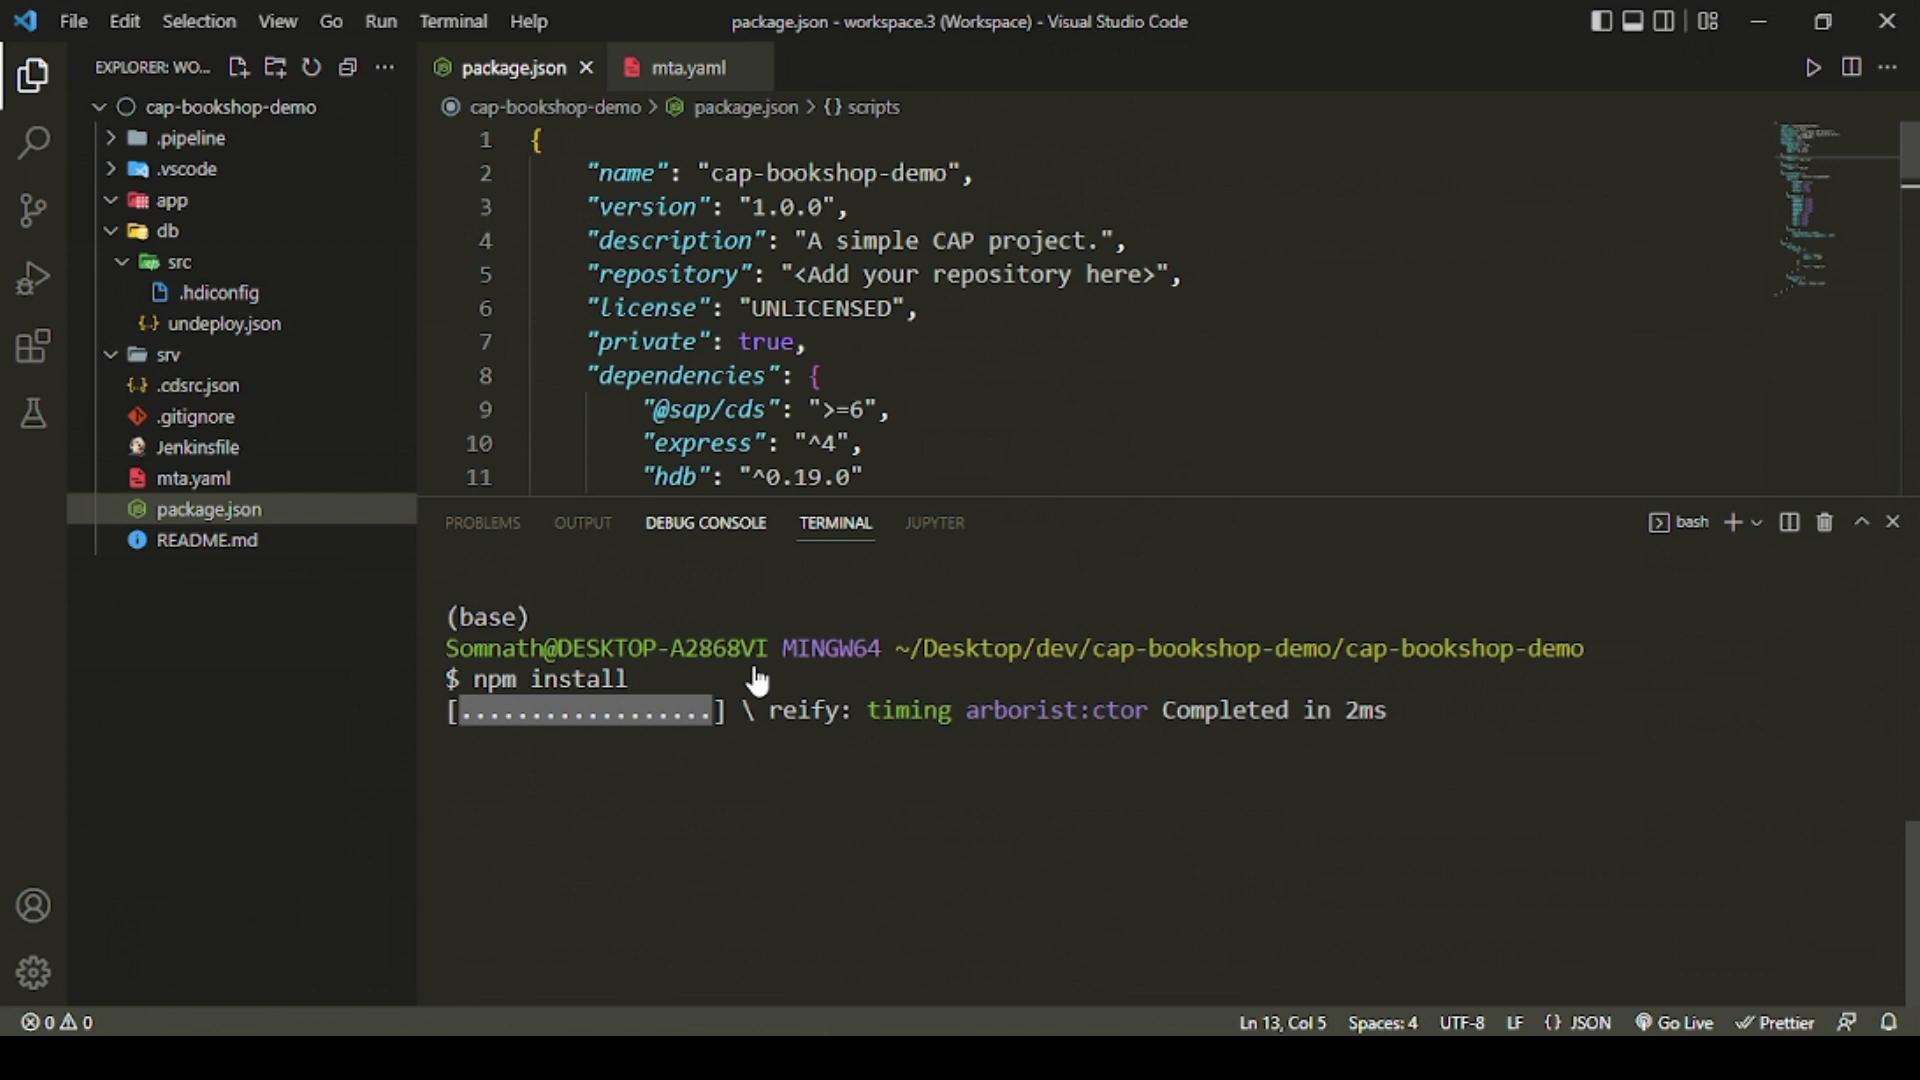 File Edit Selection View Go Run Terminal Help
package.json - workspace.3 (Workspace) - Visual Studio Code
EXPLORER: WO...
cap-bookshop-demo
.pipeline
.vscode
app
db
src
.hdiconfig
undeploy.json
srv
.cdsrc.json
.gitignore
Jenkinsfile
mta.yaml
package.json
README.md
package.json
mta.yaml
cap-bookshop-demo > package.json > {} scripts
1 {
2 "name": "cap-bookshop-demo",
3 "version": "1.0.0",
4 "description": "A simple CAP project.",
5 "repository": "<Add your repository here>",
6 "license": "UNLICENSED",
7 "private": true,
8 "dependencies": {
9 "@sap/cds": ">=6",
10 "express": "^4",
11 "hdb": "^0.19.0"
PROBLEMS OUTPUT DEBUG CONSOLE TERMINAL JUPYTER
bash
(base)
Somnath@DESKTOP-A2868VI MINGW64 ~/Desktop/dev/cap-bookshop-demo/cap-bookshop-demo
$ npm install
[..................] \ reify: timing arborist:ctor Completed in 2ms
0 0
Ln 13, Col 5 Spaces: 4 UTF-8 LF {} JSON Go Live Prettier